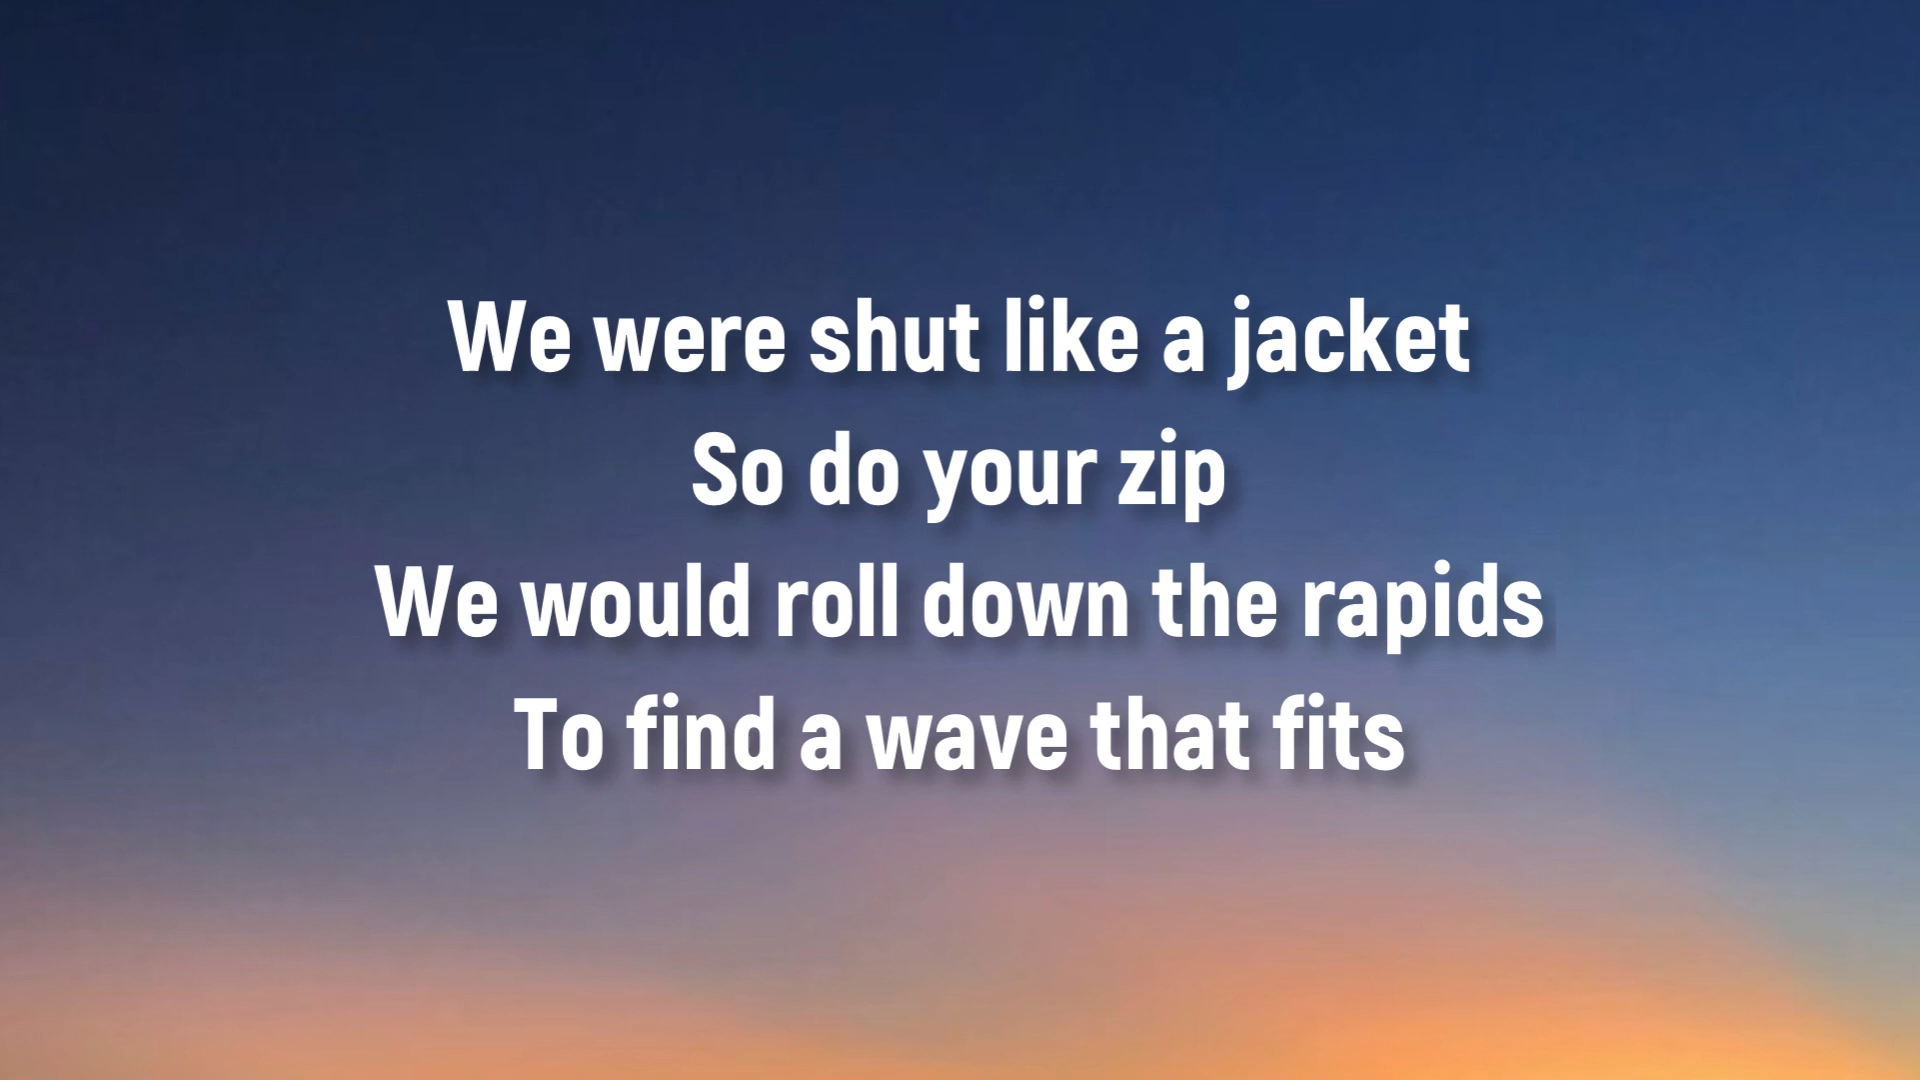 We were shut like a jacket
So do your zip
We would roll down the rapids
To find a wave that fits